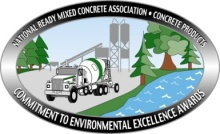 NATIONAL READY MIXED CONCRETE ASSOCIATION • CONCRETE PRODUCTS
COMMITMENT TO ENVIRONMENTAL EXCELLENCE AWARDS